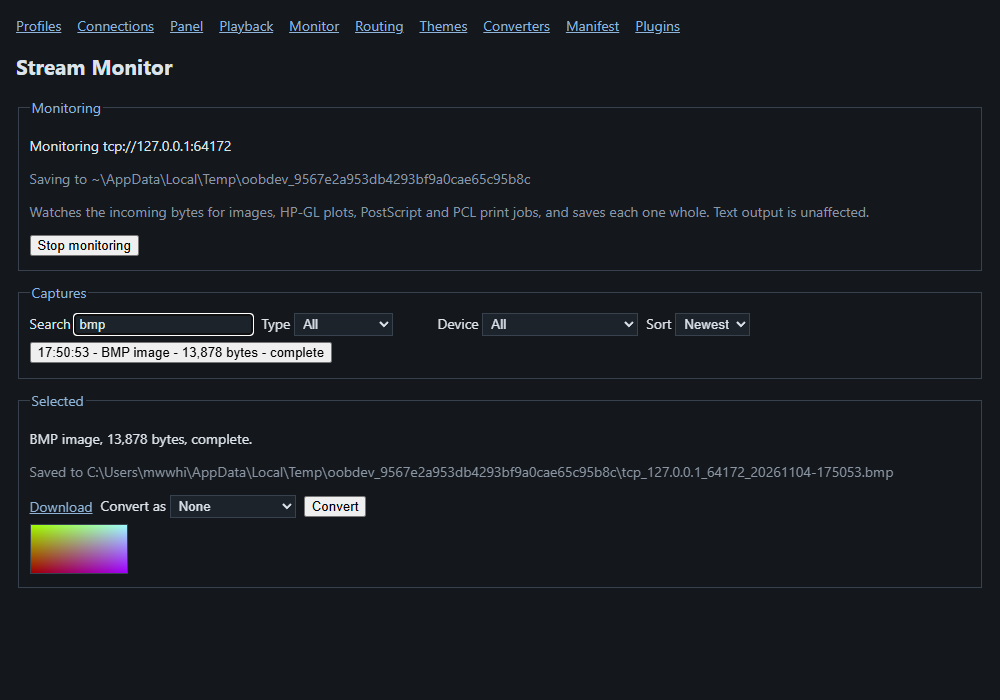 Profiles Connections Panel Playback Monitor Routing Themes Converters Manifest Plugins
Stream Monitor
Monitoring
Monitoring tcp://127.0.0.1:64172
Saving to ~\AppData\Local\Temp\oobdev_9567e2a953db4293bf9a0cae65c95b8c
Watches the incoming bytes for images, HP-GL plots, PostScript and PCL print jobs, and saves each one whole. Text output is unaffected.
Stop monitoring
Captures
Search bmp Type All Device All Sort Newest
17:50:53 - BMP image - 13,878 bytes - complete
Selected
BMP image, 13,878 bytes, complete.
Saved to C:\Users\mwwhi\AppData\Local\Temp\oobdev_9567e2a953db4293bf9a0cae65c95b8c\tcp_127.0.0.1_64172_20261104-175053.bmp
Download Convert as None Convert